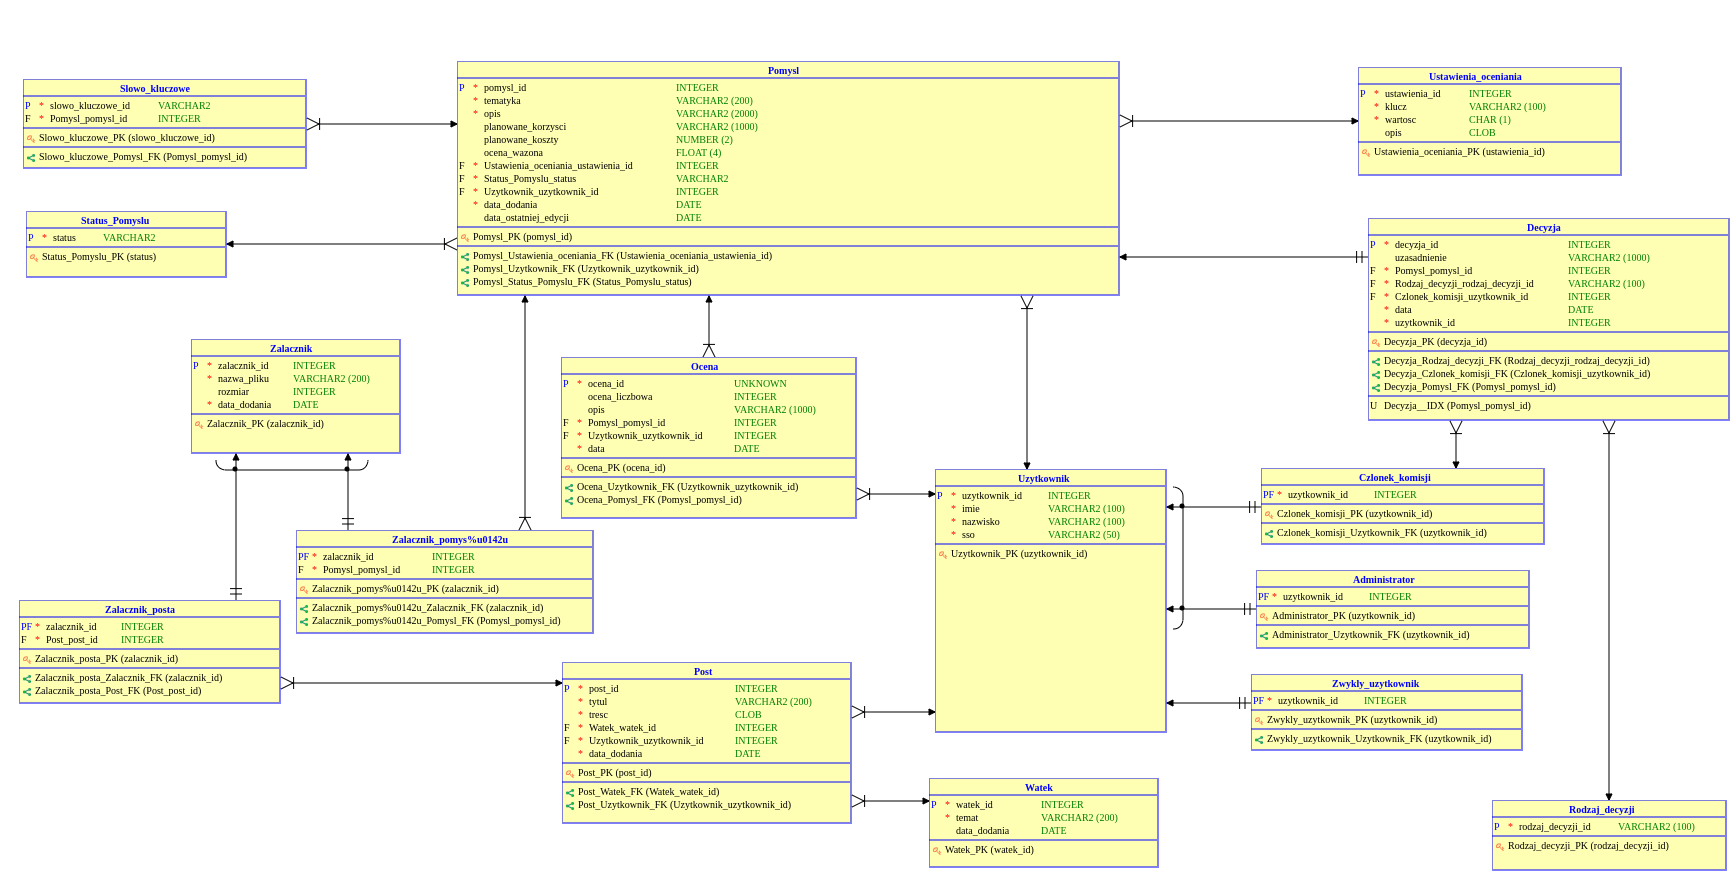 Slowo_kluczowe
P * slowo_kluczowe_id VARCHAR2
F * Pomysl_pomysl_id INTEGER
Slowo_kluczowe_PK (slowo_kluczowe_id)
Slowo_kluczowe_Pomysl_FK (Pomysl_pomysl_id)
Pomysl
P * pomysl_id INTEGER
* tematyka VARCHAR2 (200)
* opis VARCHAR2 (2000)
planowane_korzysci VARCHAR2 (1000)
planowane_koszty NUMBER (2)
ocena_wazona FLOAT (4)
F * Ustawienia_oceniania_ustawienia_id INTEGER
F * Status_Pomyslu_status VARCHAR2
F * Uzytkownik_uzytkownik_id INTEGER
* data_dodania DATE
data_ostatniej_edycji DATE
Pomysl_PK (pomysl_id)
Pomysl_Ustawienia_oceniania_FK (Ustawienia_oceniania_ustawienia_id)
Pomysl_Uzytkownik_FK (Uzytkownik_uzytkownik_id)
Pomysl_Status_Pomyslu_FK (Status_Pomyslu_status)
Ustawienia_oceniania
P * ustawienia_id INTEGER
* klucz VARCHAR2 (100)
* wartosc CHAR (1)
opis CLOB
Ustawienia_oceniania_PK (ustawienia_id)
Status_Pomyslu
P * status VARCHAR2
Status_Pomyslu_PK (status)
Decyzja
P * decyzja_id INTEGER
uzasadnienie VARCHAR2 (1000)
F * Pomysl_pomysl_id INTEGER
F * Rodzaj_decyzji_rodzaj_decyzji_id VARCHAR2 (100)
F * Czlonek_komisji_uzytkownik_id INTEGER
* data DATE
* uzytkownik_id INTEGER
Decyzja_PK (decyzja_id)
Decyzja_Rodzaj_decyzji_FK (Rodzaj_decyzji_rodzaj_decyzji_id)
Decyzja_Czlonek_komisji_FK (Czlonek_komisji_uzytkownik_id)
Decyzja_Pomysl_FK (Pomysl_pomysl_id)
U Decyzja__IDX (Pomysl_pomysl_id)
Zalacznik
P * zalacznik_id INTEGER
* nazwa_pliku VARCHAR2 (200)
rozmiar INTEGER
* data_dodania DATE
Zalacznik_PK (zalacznik_id)
Ocena
P * ocena_id UNKNOWN
ocena_liczbowa INTEGER
opis VARCHAR2 (1000)
F * Pomysl_pomysl_id INTEGER
F * Uzytkownik_uzytkownik_id INTEGER
* data DATE
Ocena_PK (ocena_id)
Ocena_Uzytkownik_FK (Uzytkownik_uzytkownik_id)
Ocena_Pomysl_FK (Pomysl_pomysl_id)
Uzytkownik
P * uzytkownik_id INTEGER
* imie VARCHAR2 (100)
* nazwisko VARCHAR2 (100)
* sso VARCHAR2 (50)
Uzytkownik_PK (uzytkownik_id)
Czlonek_komisji
PF * uzytkownik_id INTEGER
Czlonek_komisji_PK (uzytkownik_id)
Czlonek_komisji_Uzytkownik_FK (uzytkownik_id)
Zalacznik_pomys%u0142u
PF * zalacznik_id INTEGER
F * Pomysl_pomysl_id INTEGER
Zalacznik_pomys%u0142u_PK (zalacznik_id)
Zalacznik_pomys%u0142u_Zalacznik_FK (zalacznik_id)
Zalacznik_pomys%u0142u_Pomysl_FK (Pomysl_pomysl_id)
Administrator
PF * uzytkownik_id INTEGER
Administrator_PK (uzytkownik_id)
Administrator_Uzytkownik_FK (uzytkownik_id)
Zalacznik_posta
PF * zalacznik_id INTEGER
F * Post_post_id INTEGER
Zalacznik_posta_PK (zalacznik_id)
Zalacznik_posta_Zalacznik_FK (zalacznik_id)
Zalacznik_posta_Post_FK (Post_post_id)
Post
P * post_id INTEGER
* tytul VARCHAR2 (200)
* tresc CLOB
F * Watek_watek_id INTEGER
F * Uzytkownik_uzytkownik_id INTEGER
* data_dodania DATE
Post_PK (post_id)
Post_Watek_FK (Watek_watek_id)
Post_Uzytkownik_FK (Uzytkownik_uzytkownik_id)
Zwykly_uzytkownik
PF * uzytkownik_id INTEGER
Zwykly_uzytkownik_PK (uzytkownik_id)
Zwykly_uzytkownik_Uzytkownik_FK (uzytkownik_id)
Watek
P * watek_id INTEGER
* temat VARCHAR2 (200)
data_dodania DATE
Watek_PK (watek_id)
Rodzaj_decyzji
P * rodzaj_decyzji_id VARCHAR2 (100)
Rodzaj_decyzji_PK (rodzaj_decyzji_id)